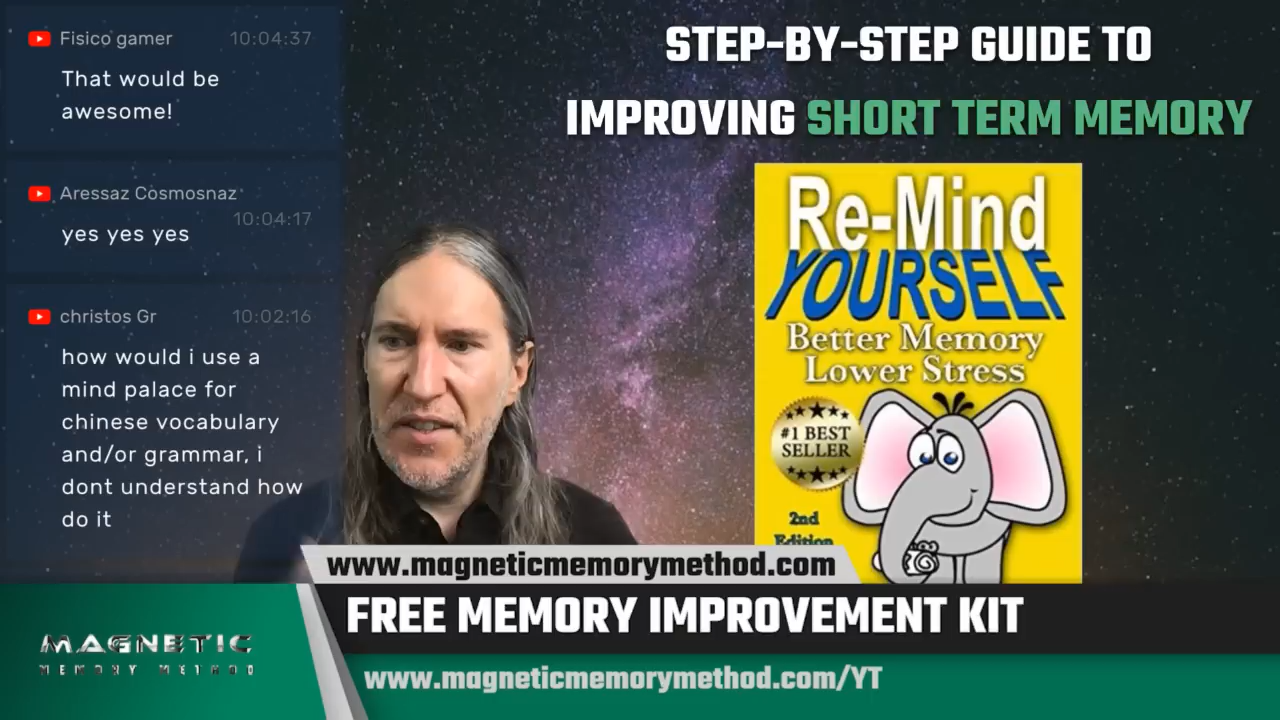 Fisico gamer 10:04:37
That would be
awesome!
Aressaz Cosmosnaz
10:04:17
yes yes yes
christos Gr 10:02:16
how would i use a
mind palace for
chinese vocabulary
and/or grammar, i
dont understand how
do it
STEP-BY-STEP GUIDE TO
IMPROVING SHORT TERM MEMORY
Re-Mind
YOURSELF
Better Memory
Lower Stress
#1 BEST
SELLER
2nd
Edition
www.magneticmemorymethod.com
FREE MEMORY IMPROVEMENT KIT
www.magneticmemorymethod.com/YT
MAGNETIC
MEMORY METHOD